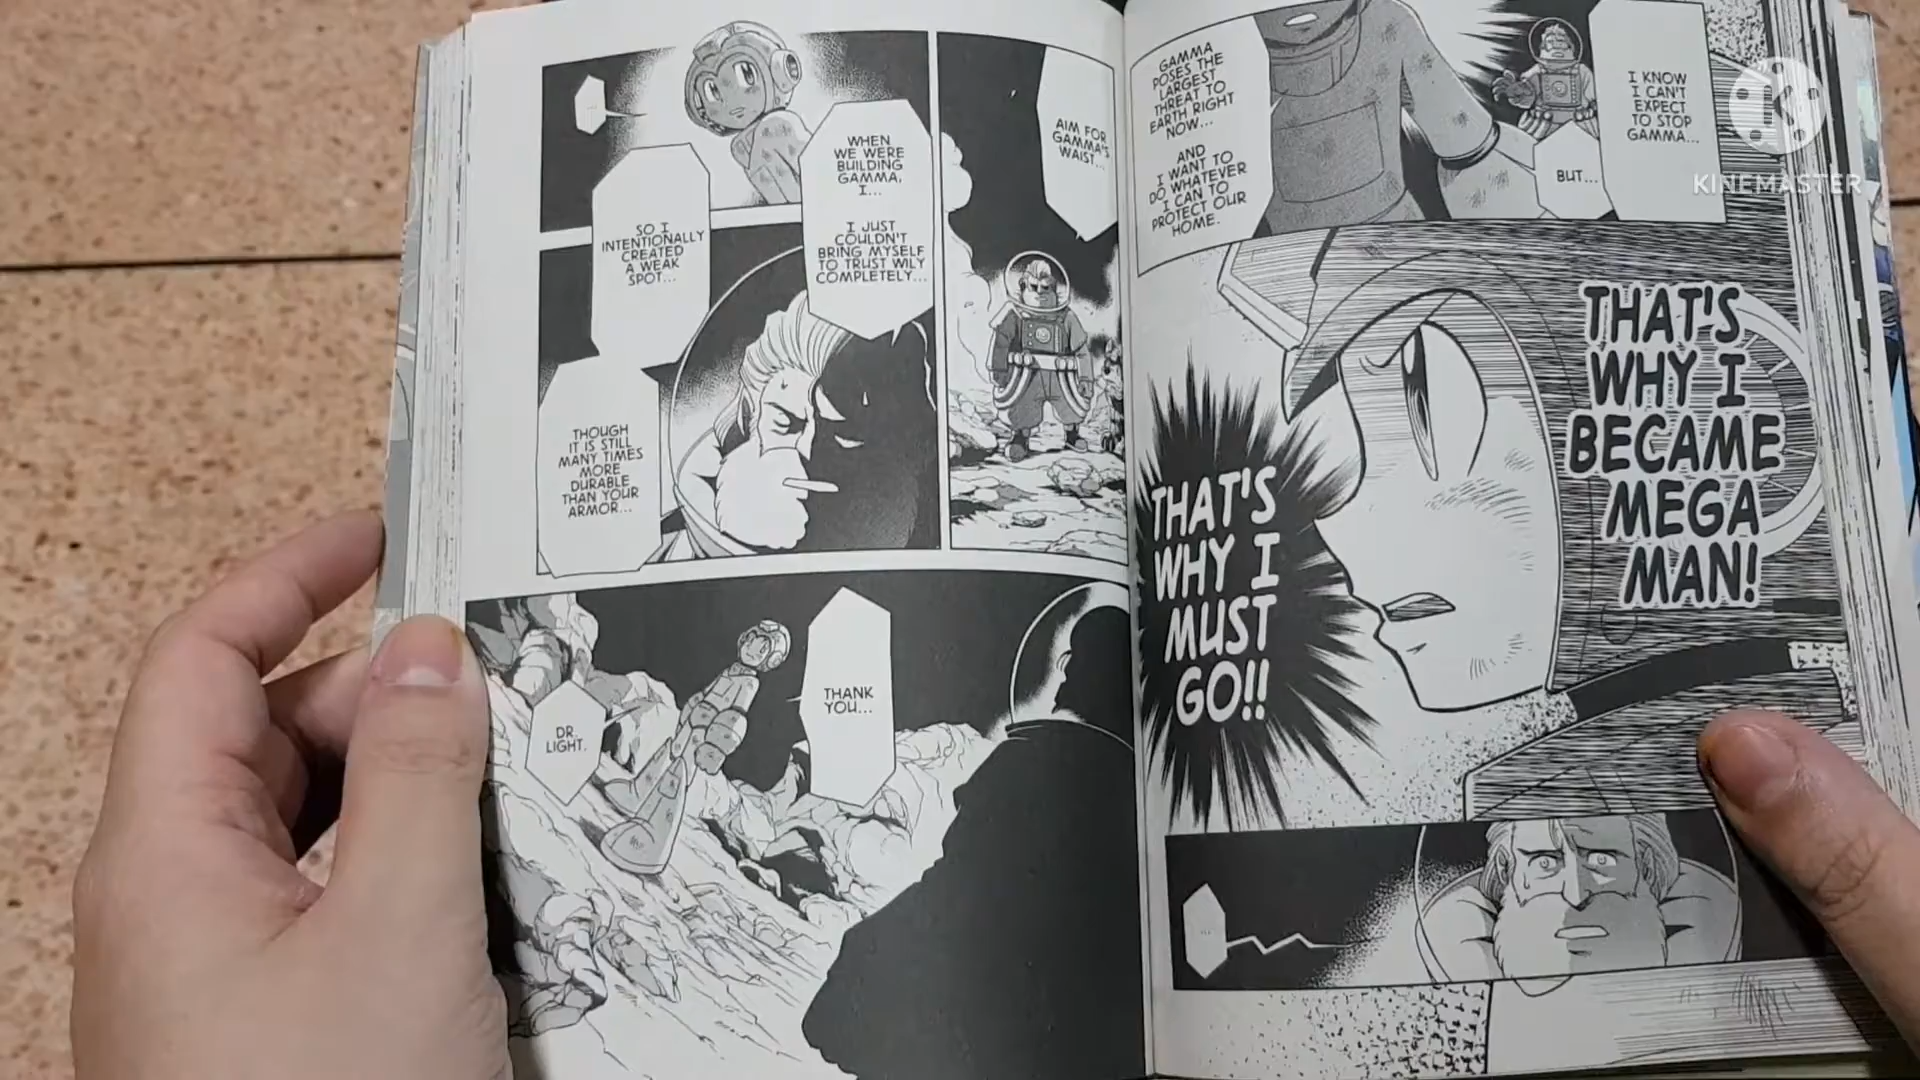 I KNOW
I CAN'T
EXPECT
TO STOP
GAMMA...
BUT...
GAMMA
POSES THE
LARGEST
THREAT TO
EARTH RIGHT
NOW...
AND
I WANT TO
DO WHATEVER
I CAN TO
PROTECT OUR
HOME.
THAT'S
WHY I
BECAME
MEGA
MAN!
THAT'S
WHY I
MUST
GO!!
...
AIM FOR
GAMMA'S
WAIST...
WHEN
WE WERE
BUILDING
GAMMA,
I...
I JUST
COULDN'T
BRING MYSELF
TO TRUST WILY
COMPLETELY...
...
SO I
INTENTIONALLY
CREATED
A WEAK
SPOT...
THOUGH
IT IS STILL
MANY TIMES
MORE
DURABLE
THAN YOUR
ARMOR...
THANK
YOU...
DR.
LIGHT.
KINEMASTER